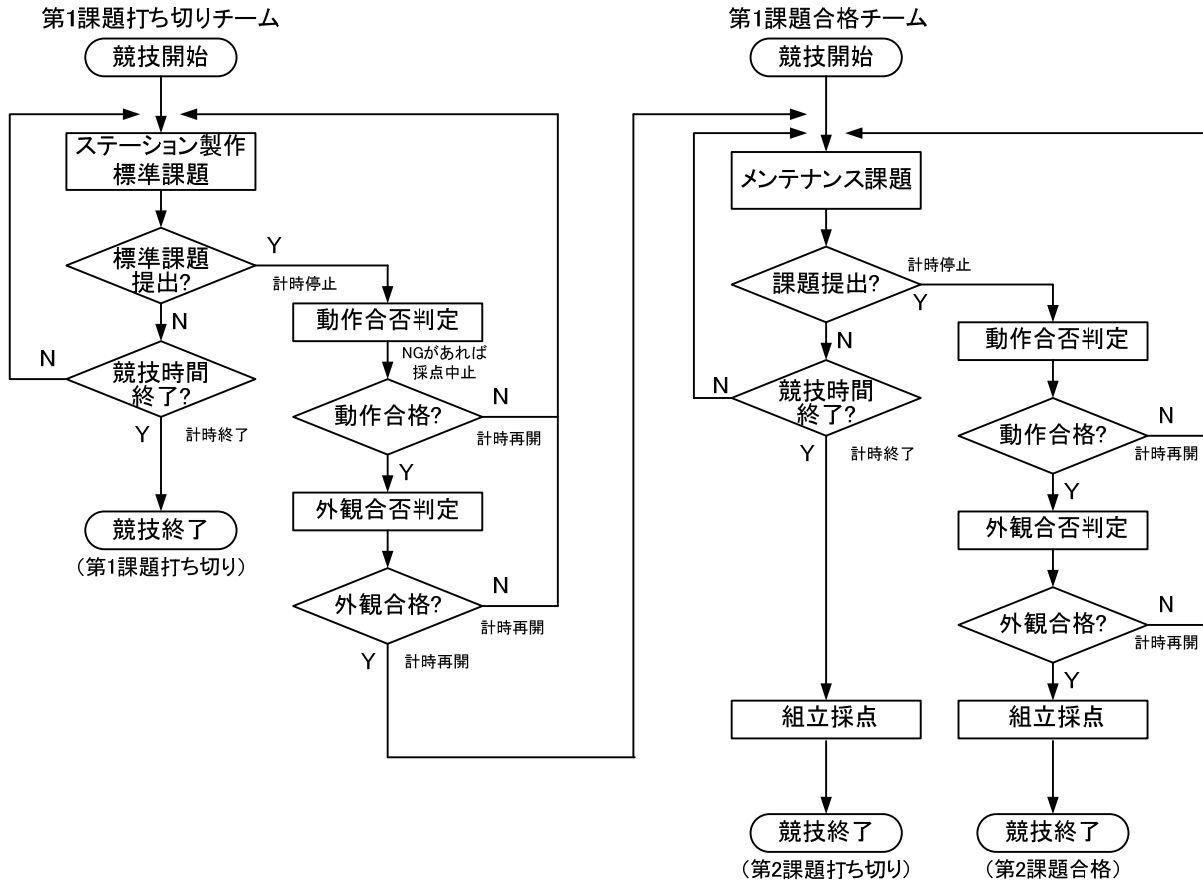 第1課題打ち切りチーム
競技開始
ステーション製作
標準課題
標準課題
提出?
Y
計時停止
N
競技時間
終了?
N
Y
計時終了
競技終了
(第1課題打ち切り)
動作合否判定
NGがあれば
採点中止
動作合格?
N
計時再開
Y
外観合否判定
外観合格?
N
計時再開
Y
計時再開
第1課題合格チーム
競技開始
メンテナンス課題
課題提出?
計時停止
Y
N
競技時間
終了?
N
Y
計時終了
組立採点
競技終了
(第2課題打ち切り)
動作合否判定
動作合格?
N
計時再開
Y
外観合否判定
外観合格?
N
計時再開
Y
組立採点
競技終了
(第2課題合格)